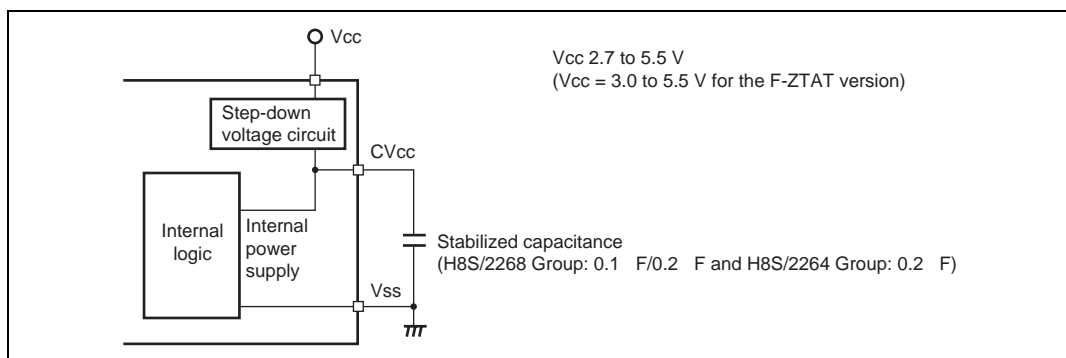 Vcc
Vcc 2.7 to 5.5 V
(Vcc = 3.0 to 5.5 V for the F-ZTAT version)
Step-down
voltage circuit
CVcc
Internal
logic
Internal
power
supply
Stabilized capacitance
(H8S/2268 Group: 0.1 F/0.2 F and H8S/2264 Group: 0.2 F)
Vss